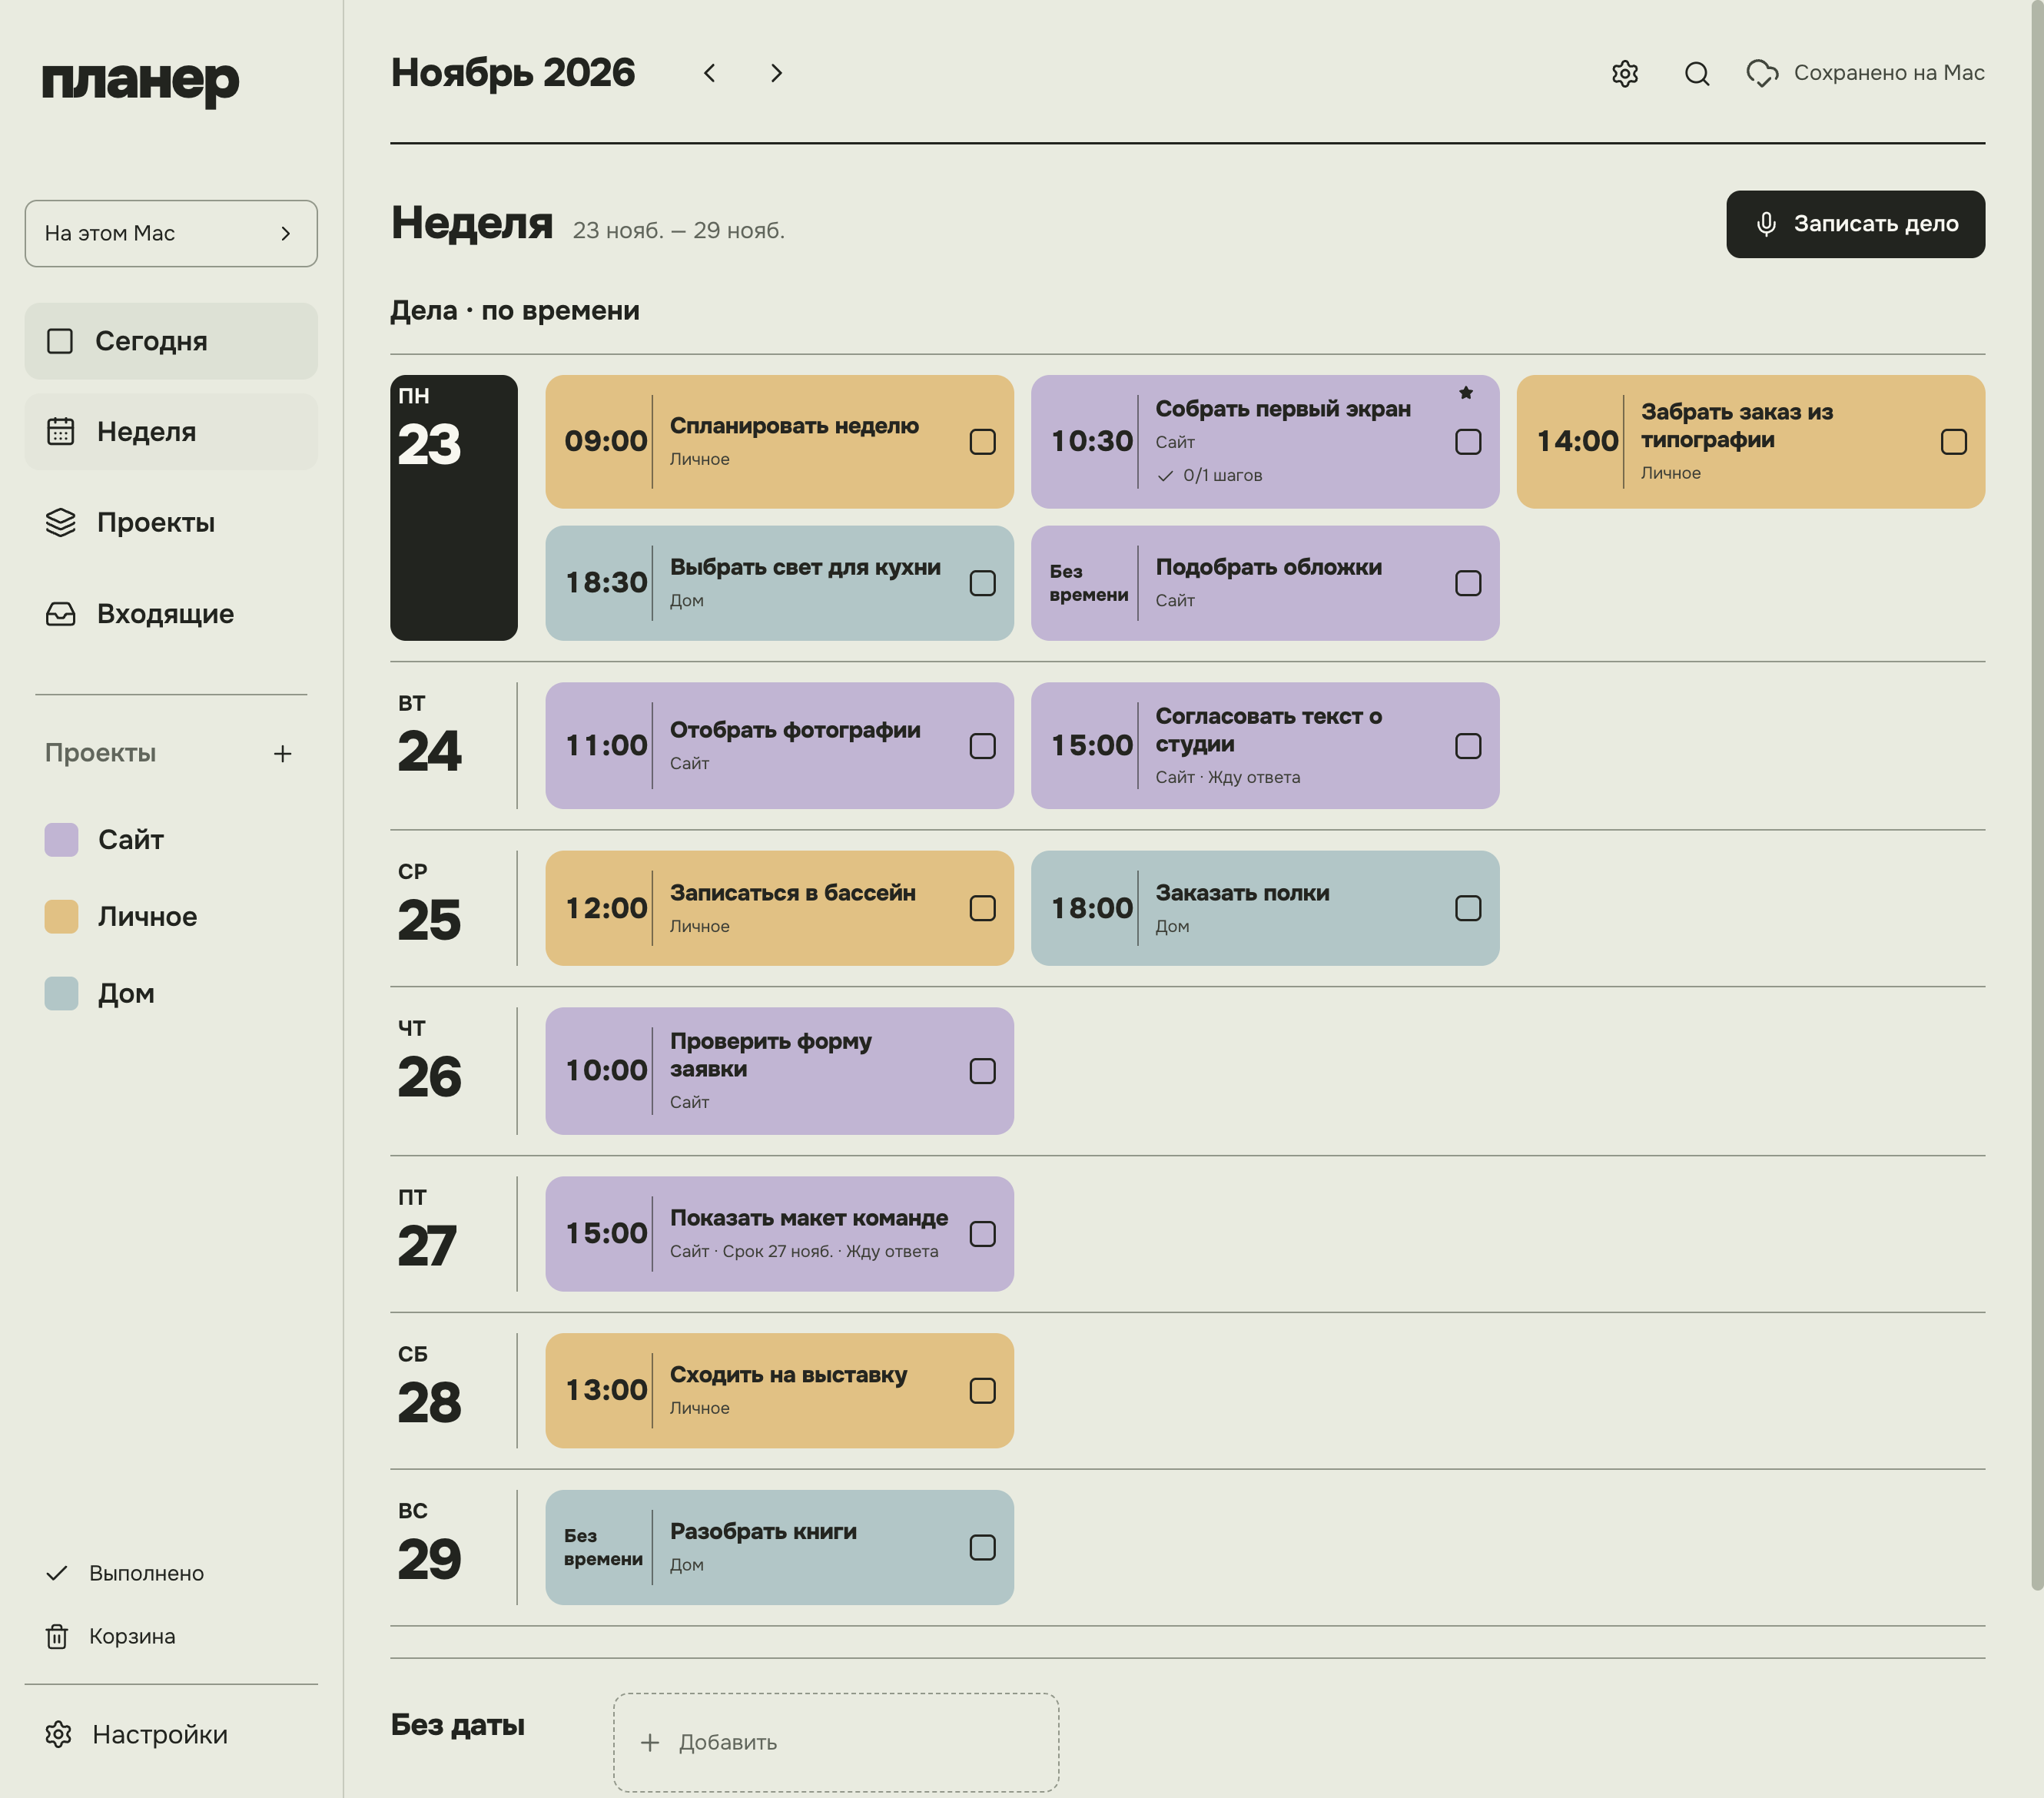 планер
На этом Mac
Сегодня
Неделя
Проекты
Входящие
Проекты
Сайт
Личное
Дом
Выполнено
Корзина
Настройки
Ноябрь 2026
Сохранено на Mac
Неделя 23 нояб. — 29 нояб.
Записать дело
Дела · по времени
ПН
23
09:00
Спланировать неделю
Личное
10:30
Собрать первый экран
Сайт
0/1 шагов
14:00
Забрать заказ из
типографии
Личное
18:30
Выбрать свет для кухни
Дом
Без
времени
Подобрать обложки
Сайт
ВТ
24
11:00
Отобрать фотографии
Сайт
15:00
Согласовать текст о
студии
Сайт · Жду ответа
СР
25
12:00
Записаться в бассейн
Личное
18:00
Заказать полки
Дом
ЧТ
26
10:00
Проверить форму
заявки
Сайт
ПТ
27
15:00
Показать макет команде
Сайт · Срок 27 нояб. · Жду ответа
СБ
28
13:00
Сходить на выставку
Личное
ВС
29
Без
времени
Разобрать книги
Дом
Без даты
Добавить